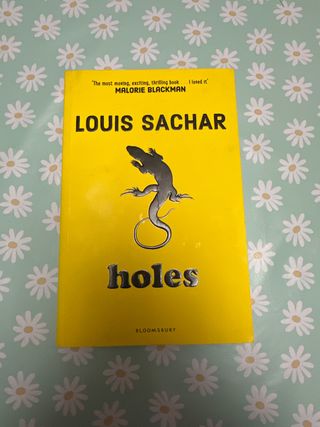 'The most moving, exciting, thrilling book I loved it'
MALORIE BLACKMAN
LOUIS SACHAR
holes
BLOOMSBURY